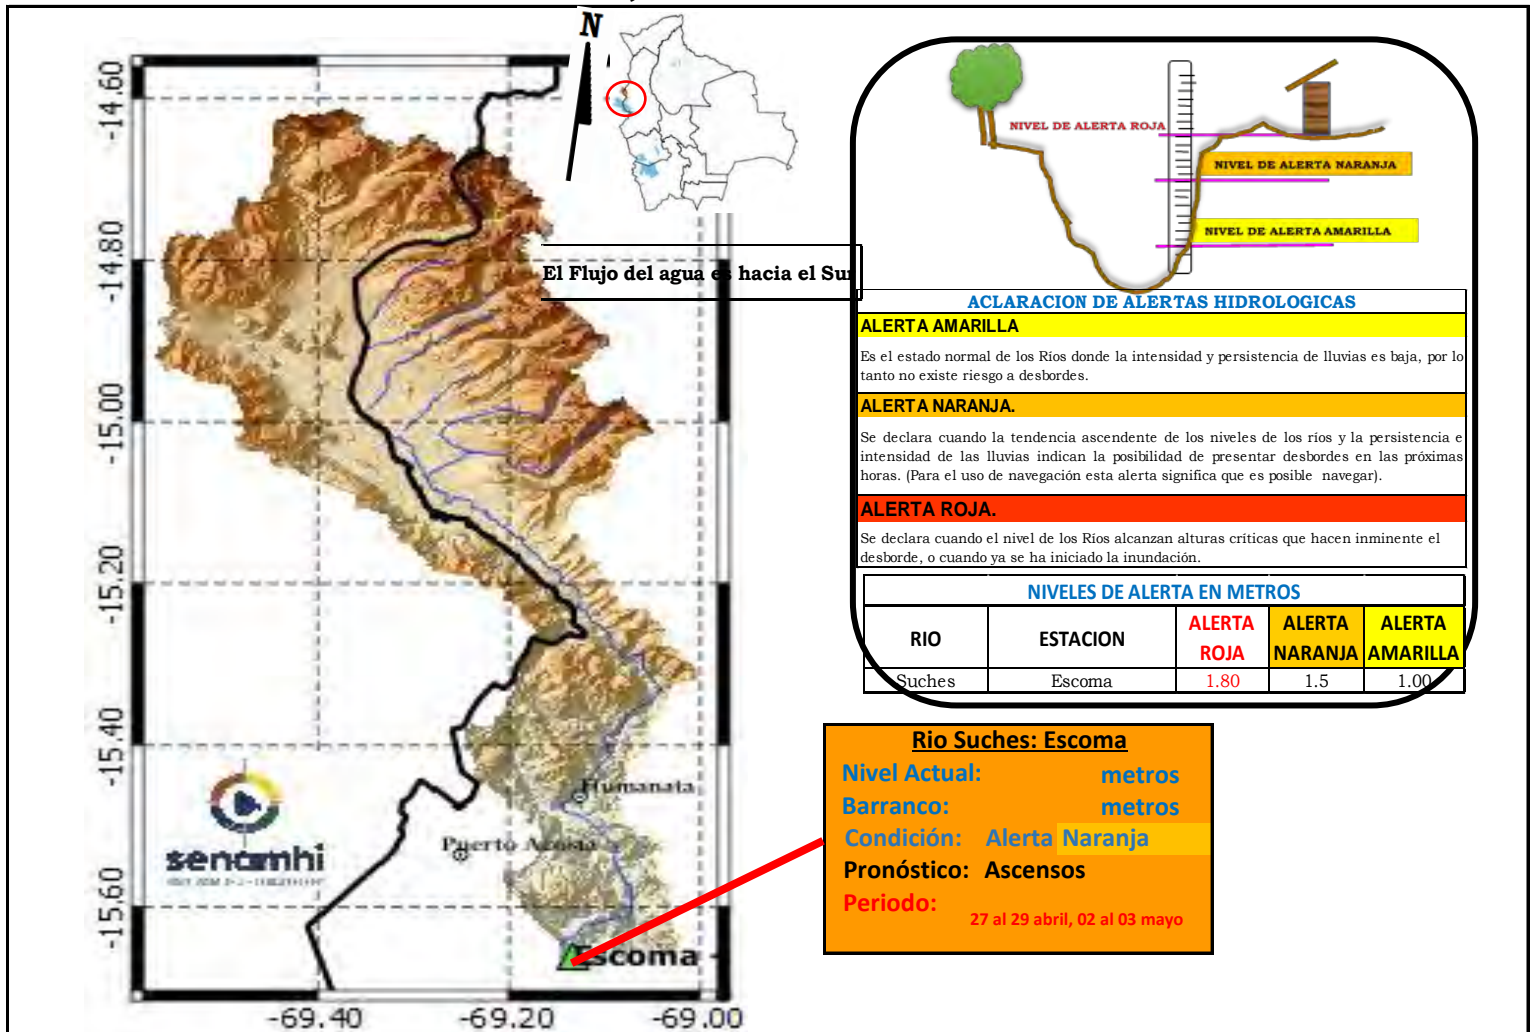 N
-14.60
-14.80
-15.00
-15.20
-15.40
-15.60
-69.40
-69.20
-69.00
El Flujo del agua es hacia el Sur
Humanata
Puerto Acosta
Escoma
senamhi
NIVEL DE ALERTA ROJA
NIVEL DE ALERTA NARANJA
NIVEL DE ALERTA AMARILLA
ACLARACION DE ALERTAS HIDROLOGICAS
ALERTA AMARILLA
Es el estado normal de los Ríos donde la intensidad y persistencia de lluvias es baja, por lo
tanto no existe riesgo a desbordes.
ALERTA NARANJA.
Se declara cuando la tendencia ascendente de los niveles de los ríos y la persistencia e
intensidad de las lluvias indican la posibilidad de presentar desbordes en las próximas
horas. (Para el uso de navegación esta alerta significa que es posible navegar).
ALERTA ROJA.
Se declara cuando el nivel de los Ríos alcanzan alturas críticas que hacen inminente el
desborde, o cuando ya se ha iniciado la inundación.
NIVELES DE ALERTA EN METROS
RIO ESTACION ALERTA ROJA ALERTA NARANJA ALERTA AMARILLA
Suches Escoma 1.80 1.5 1.00
Rio Suches: Escoma
Nivel Actual: metros
Barranco: metros
Condición: Alerta Naranja
Pronóstico: Ascensos
Periodo: 27 al 29 abril, 02 al 03 mayo